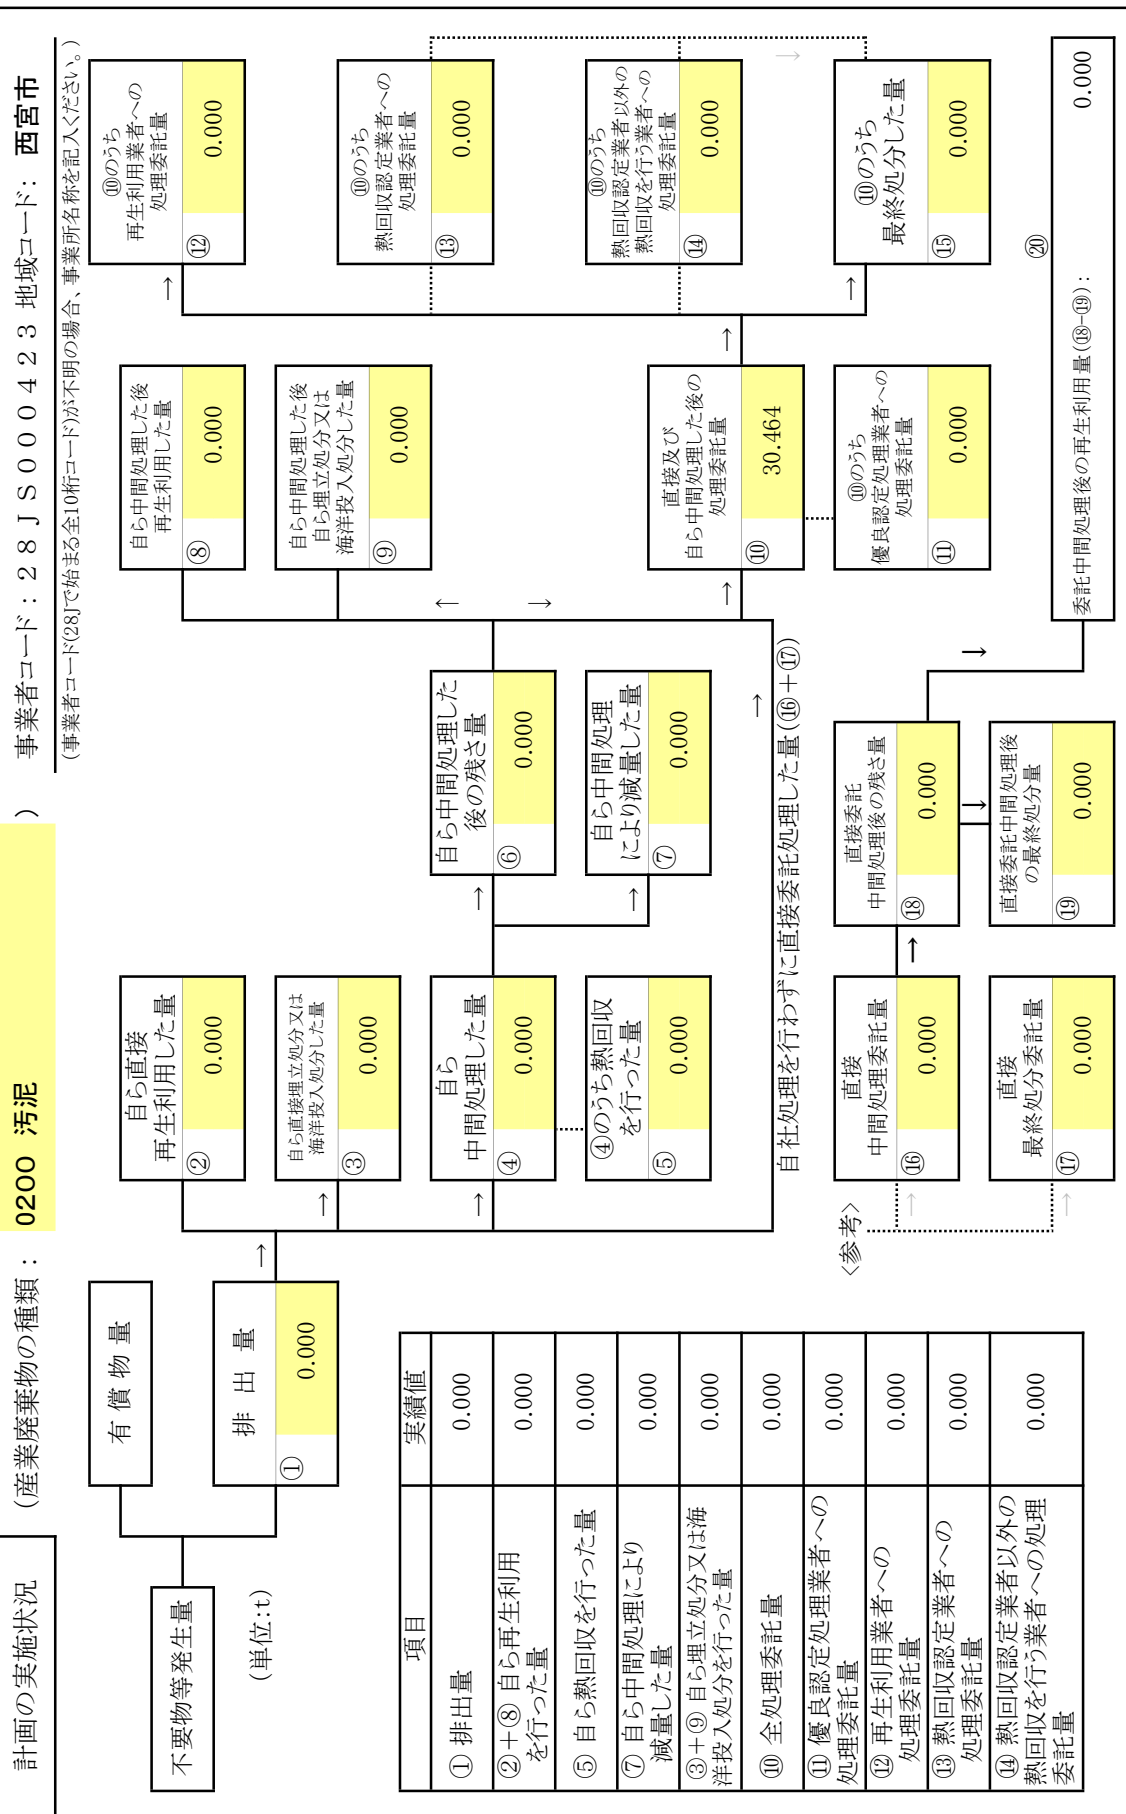 計画の実施状況
(産業廃棄物の種類：
0200 汚泥
)
事業者コード：２８ＪＳ０００４２３ 地域コード： 西宮市
(事業者コード(28Jで始まる全10桁コード)が不明の場合、事業所名称を記入ください。)
不要物等発生量
(単位:t)
有償物量
排出量
①
0.000
→
自ら直接
再生利用した量
②
0.000
→
自ら直接埋立処分又は
海洋投入処分した量
③
0.000
→
自ら
中間処理した量
④
0.000
④のうち熱回収
を行った量
⑤
0.000
→
自ら中間処理した
後の残さ量
⑥
0.000
→
自ら中間処理
により減量した量
⑦
0.000
→
自社処理を行わずに直接委託処理した量(⑯＋⑰)
自ら中間処理した後
再生利用した量
⑧
0.000
自ら中間処理した後
自ら埋立処分又は
海洋投入処分した量
⑨
0.000
↑
↓
→
直接及び
自ら中間処理した後の
処理委託量
⑩
30.464
⑩のうち
優良認定処理業者への
処理委託量
⑪
0.000
→
→
⑩のうち
再生利用業者への
処理委託量
⑫
0.000
⑩のうち
熱回収認定業者への
処理委託量
⑬
0.000
⑩のうち
熱回収認定業者以外の
熱回収を行う業者への
処理委託量
⑭
0.000
↓
→
⑩のうち
最終処分した量
⑮
0.000
<参考>
→
直接
中間処理委託量
⑯
0.000
→
直接
最終処分委託量
⑰
0.000
→
直接委託
中間処理後の残さ量
⑱
0.000
↓
直接委託中間処理後
の最終処分量
⑲
0.000
↓
⑳
委託中間処理後の再生利用量(⑱-⑲)：
0.000
項目
実績値
① 排出量
0.000
②＋⑧ 自ら再生利用
を行った量
0.000
⑤ 自ら熱回収を行った量
0.000
⑦ 自ら中間処理により
減量した量
0.000
③＋⑨ 自ら埋立処分又は海
洋投入処分を行った量
0.000
⑩ 全処理委託量
0.000
⑪ 優良認定処理業者への
処理委託量
0.000
⑫ 再生利用業者への
処理委託量
0.000
⑬ 熱回収認定業者への
処理委託量
0.000
⑭ 熱回収認定業者以外の
熱回収を行う業者への処理
委託量
0.000